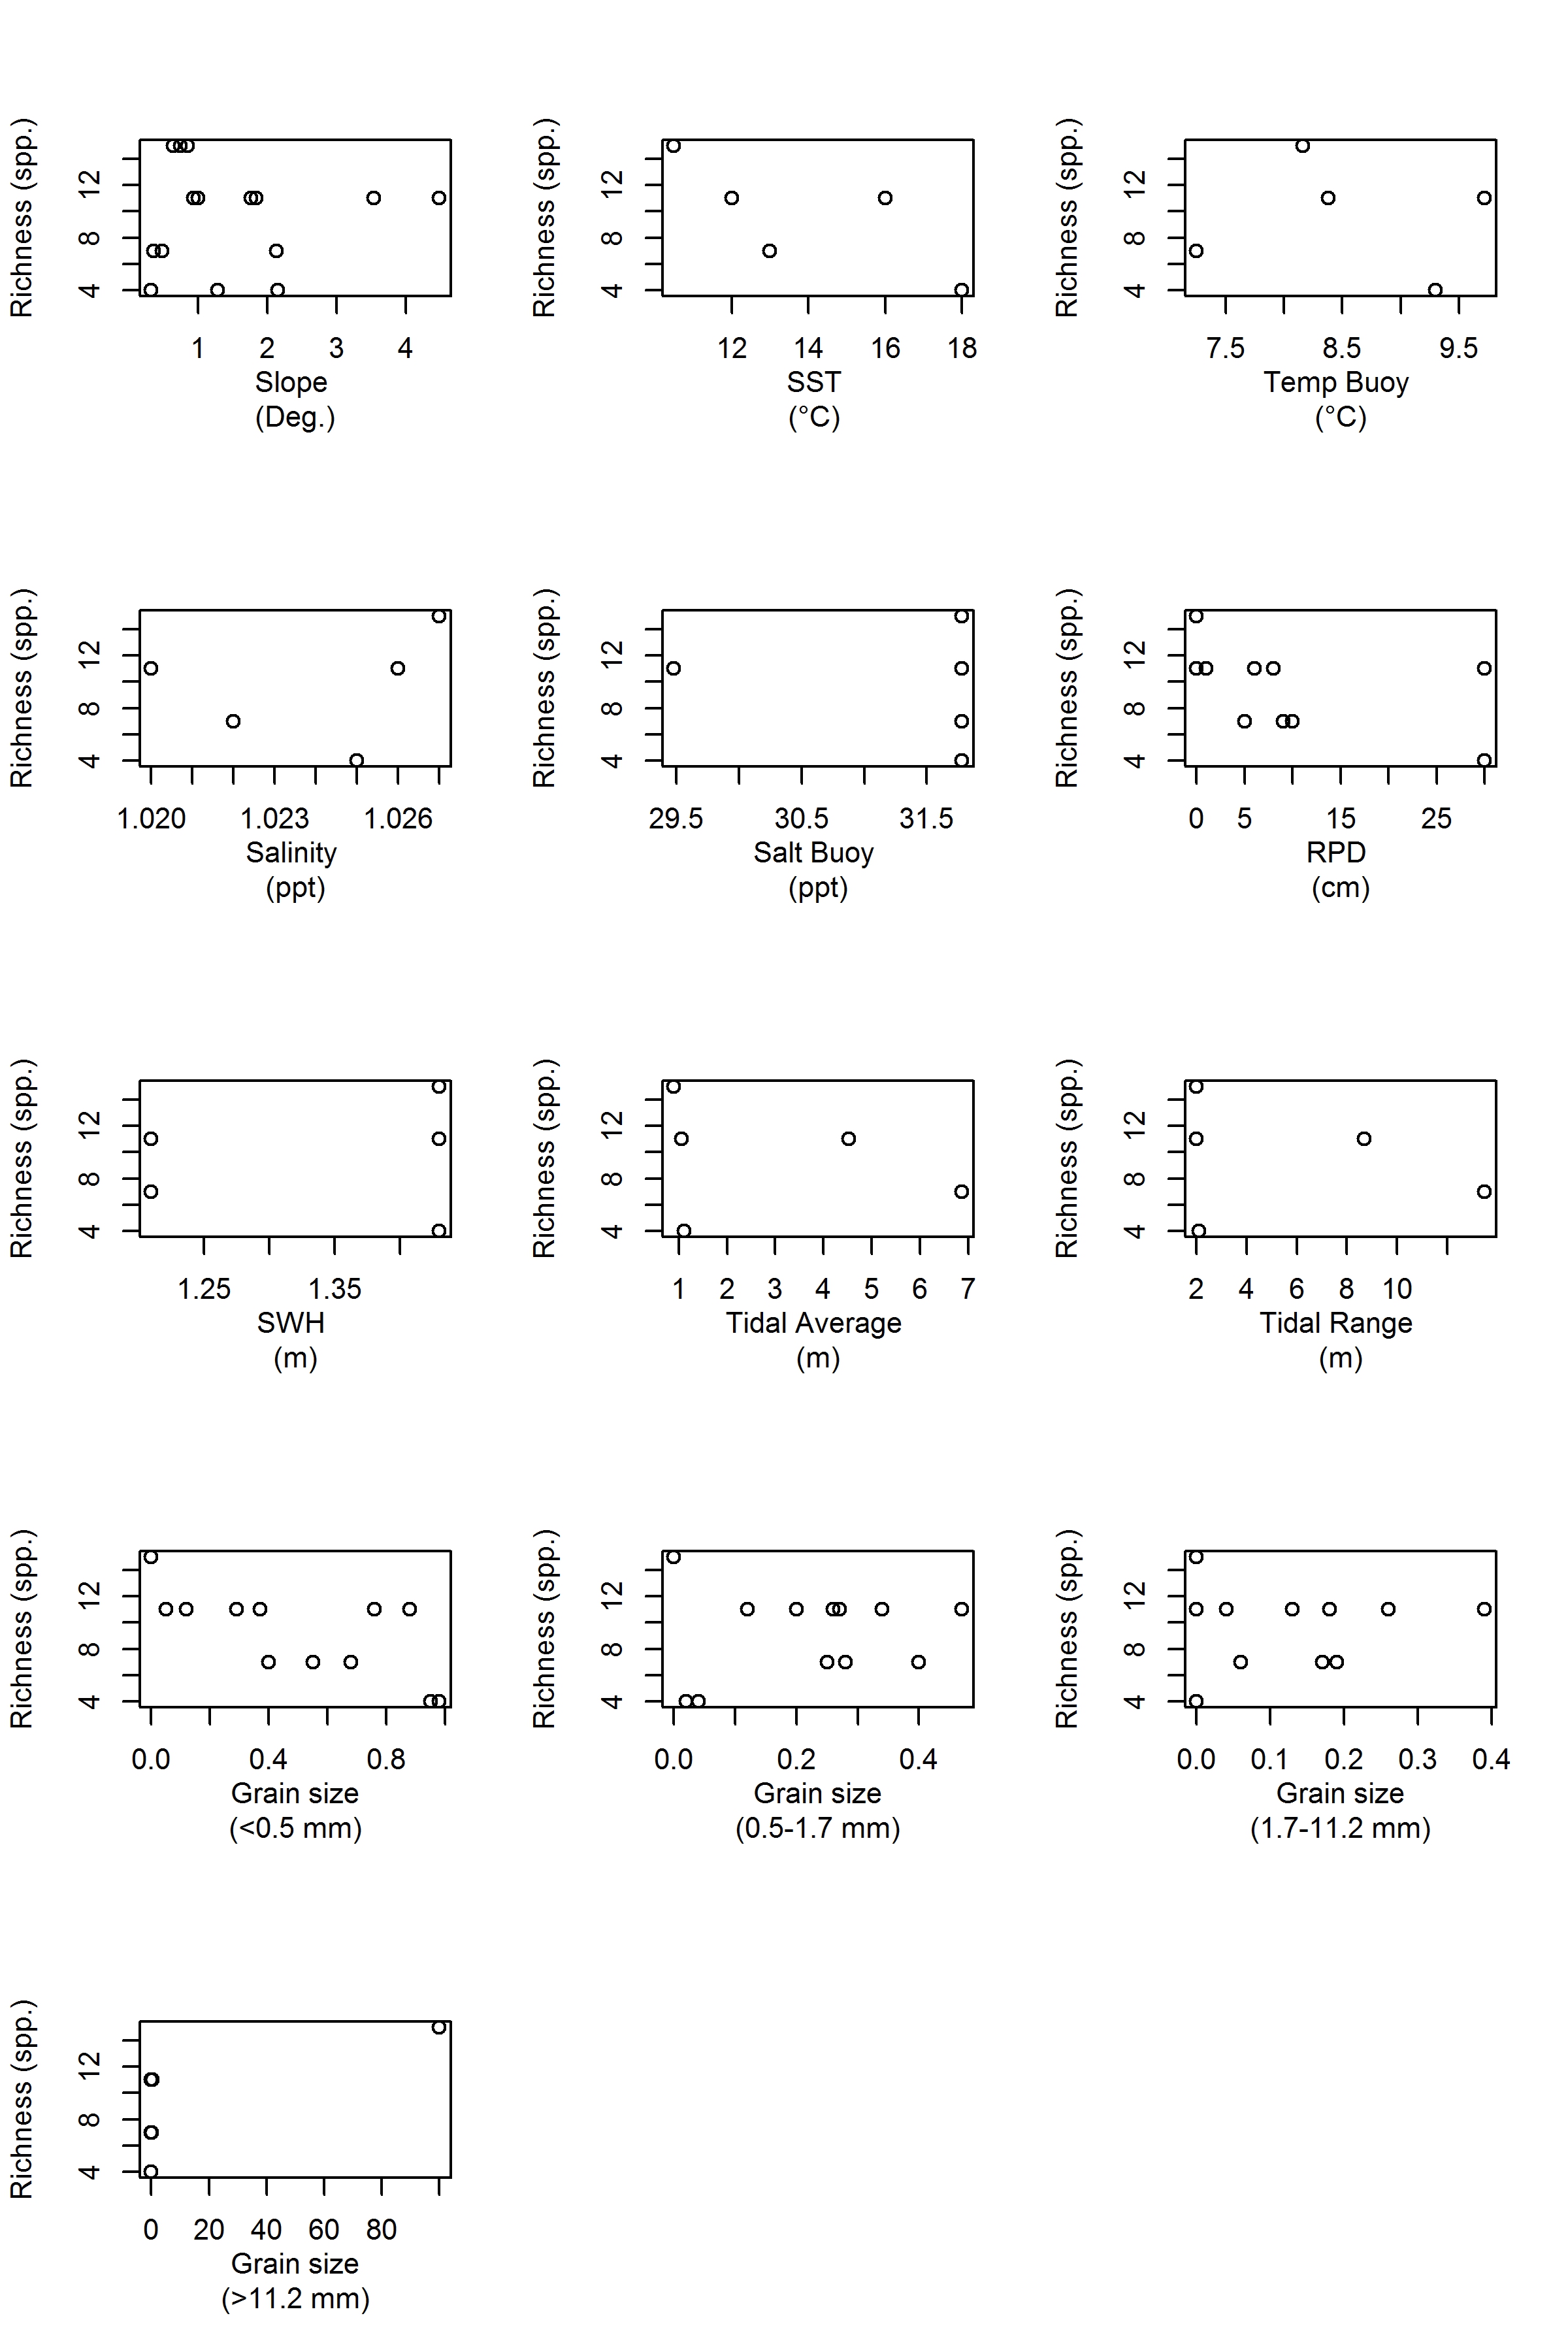 Richness (spp.)
4 8 12
1 2 3 4
Slope
(Deg.)
Richness (spp.)
4 8 12
12 14 16 18
SST
(°C)
Richness (spp.)
4 8 12
7.5 8.5 9.5
Temp Buoy
(°C)
Richness (spp.)
4 8 12
1.020 1.023 1.026
Salinity
(ppt)
Richness (spp.)
4 8 12
29.5 30.5 31.5
Salt Buoy
(ppt)
Richness (spp.)
4 8 12
0 5 15 25
RPD
(cm)
Richness (spp.)
4 8 12
1.25 1.35
SWH
(m)
Richness (spp.)
4 8 12
1 2 3 4 5 6 7
Tidal Average
(m)
Richness (spp.)
4 8 12
2 4 6 8 10
Tidal Range
(m)
Richness (spp.)
4 8 12
0.0 0.4 0.8
Grain size
(<0.5 mm)
Richness (spp.)
4 8 12
0.0 0.2 0.4
Grain size
(0.5-1.7 mm)
Richness (spp.)
4 8 12
0.0 0.1 0.2 0.3 0.4
Grain size
(1.7-11.2 mm)
Richness (spp.)
4 8 12
0 20 40 60 80
Grain size
(>11.2 mm)